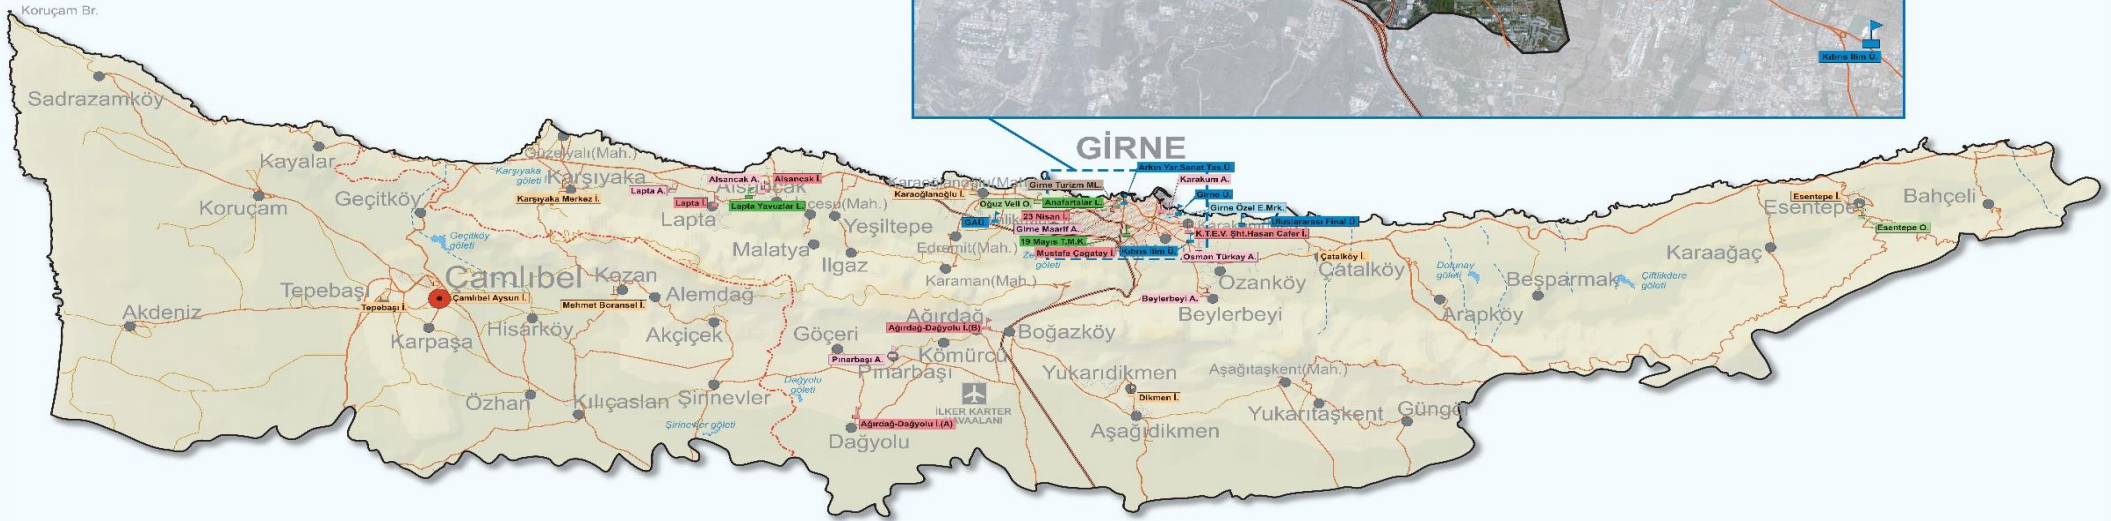 Koruçam Br.
Kıbrıs İlim Ü.
Sadrazamköy
GİRNE
Kayalar
Güzelyalı(Mah.)
Arkın Yar.Sanat Tas.Ü.
Karşıyaka
göleti
Karşıyaka
Lapta A.
Alsancak A.
Alsancak İ.
Alsancak
Karaoğlanoğlu(Mah.)
Girne Turizm ML.
Karakum A.
Geçitköy
Koruçam
Karşıyaka Merkez İ.
Lapta İ.
Lapta Yavuzlar L.
Lapta
Karaoğlanoğlu İ.
Oğuz Veli O.
Anafartalar L.
Girne Ü.
Girne Özel E.Mrk.
Esentepe İ.
Esentepe
Bahçeli
Esentepe O.
GAÜ.
23 Nisan İ.
Girne Maarif A.
Uluslararası Final Ü.
K.T.E.V. Şht.Hasan Cafer İ.
Yeşiltepe
Geçitköy
göleti
Malatya
Edremit(Mah.)
19 Mayıs T.M.K.
Mustafa Çağatay İ.
Kıbrıs İlim Ü.
Osman Türkay A.
Çatalköy İ.
Çatalköy
Karaağaç
Ilgaz
göleti
Karaman(Mah.)
Ozanköy
Dolunay
göleti
Beşparmak
Çiftlikdere
göleti
Çamlıbel
Kozan
Tepebaşı
Tepebaşı İ.
Çamlıbel Aysun İ.
Mehmet Boransel İ.
Alemdag
Beylerbeyi A.
Beylerbeyi
Arapköy
Akdeniz
Hisarköy
Karpaşa
Akçiçek
Göçeri
Ağırdağ
Ağırdağ-Dağyolu İ.(B)
Boğazköy
Kömürcü
Pınarbaşı A.
Pınarbaşı
Yukarıdikmen
Aşağıtaşkent(Mah.)
Dağyolu
göleti
Özhan
Kılıçaslan
Şirinevler
Dikmen İ.
Yukarıtaşkent
Güngör
İLKER KARTER
HAVAALANI
Şirinevler göleti
Ağırdağ-Dağyolu İ.(A)
Dağyolu
Aşağıdikmen